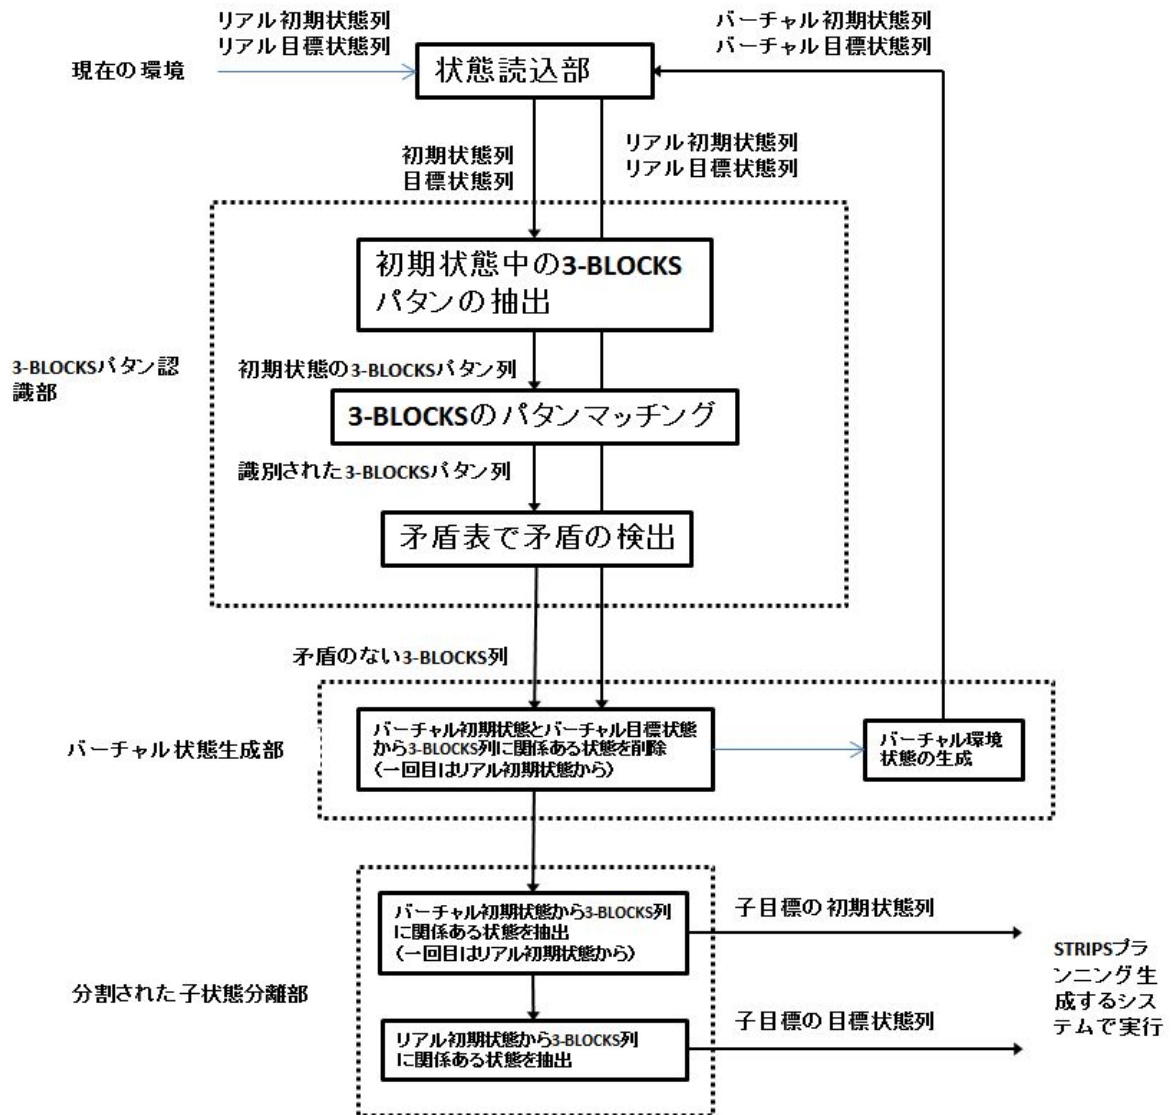 リアル初期状態列
リアル目標状態列
バーチャル初期状態列
バーチャル目標状態列
現在の環境
状態読込部
初期状態列
目標状態列
リアル初期状態列
リアル目標状態列
初期状態中の3-BLOCKS
パタンの抽出
3-BLOCKSパタン認
識部
初期状態の3-BLOCKSパタン列
3-BLOCKSのパタンマッチング
識別された3-BLOCKSパタン列
矛盾表で矛盾の検出
矛盾のない3-BLOCKS列
バーチャル状態生成部
バーチャル初期状態とバーチャル目標状態
から3-BLOCKS列に関係ある状態を削除
(一回目はリアル初期状態から)
バーチャル環境
状態の生成
分割された子状態分離部
バーチャル初期状態から3-BLOCKS列
に関係ある状態を抽出
(一回目はリアル初期状態から)
子目標の初期状態列
リアル初期状態から3-BLOCKS列
に関係ある状態を抽出
子目標の目標状態列
STRIPSプラ
ンニング生
成するシス
テムで実行